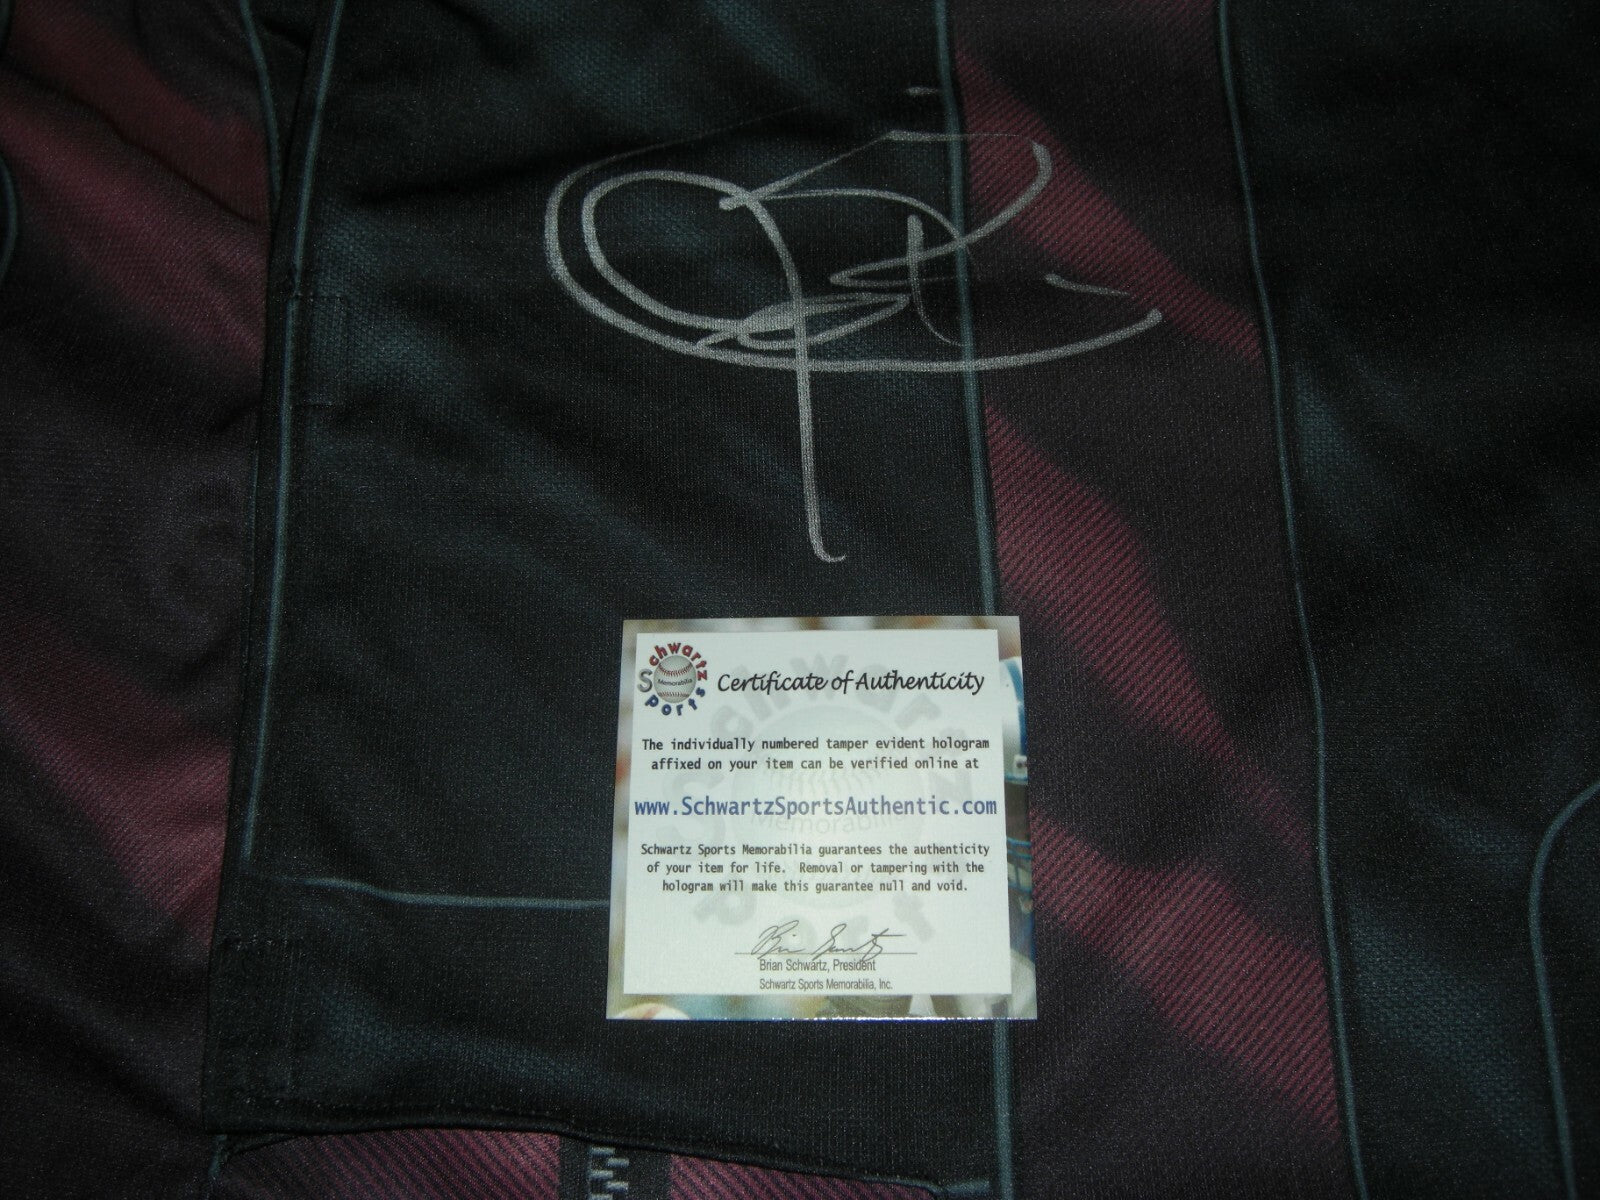 Schwartz
Memorabilia
Sports
Certificate of Authenticity
The individually numbered tamper evident hologram
affixed on your item can be verified online at
www.SchwartzSportsAuthentic.com
Schwartz Sports Memorabilia guarantees the authenticity
of your item for life. Removal or tampering with the
hologram will make this guarantee null and void.
Brian Schwartz, President
Schwartz Sports Memorabilia, Inc.